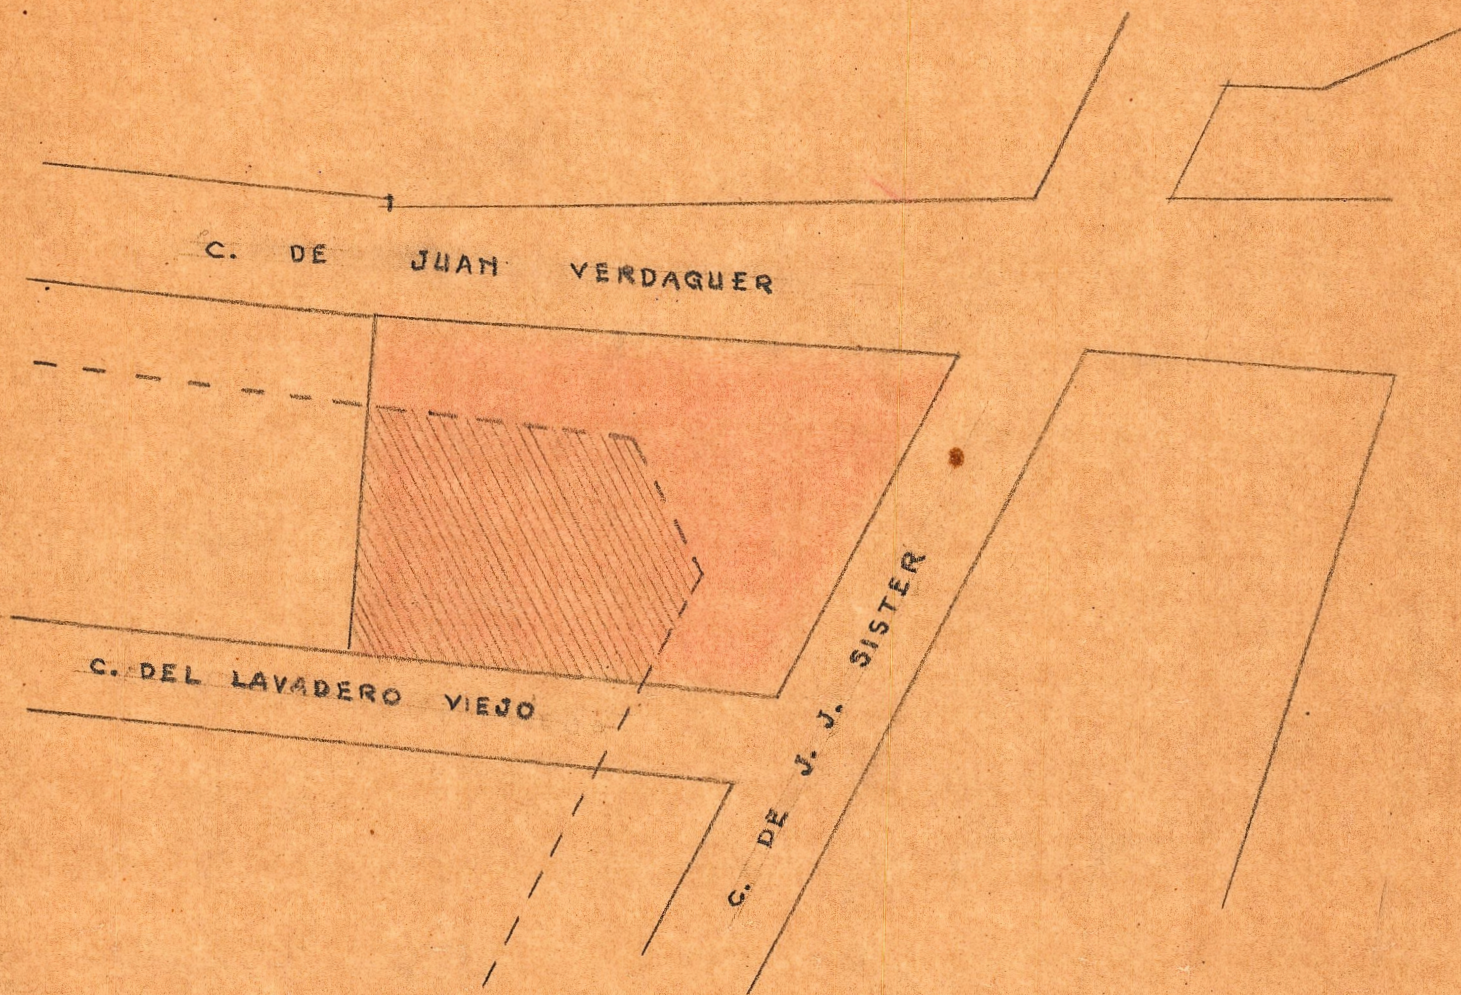 C. DE JUAN VERDAGUER
C. DEL LAVADERO VIEJO
C. DE J. J. SISTER